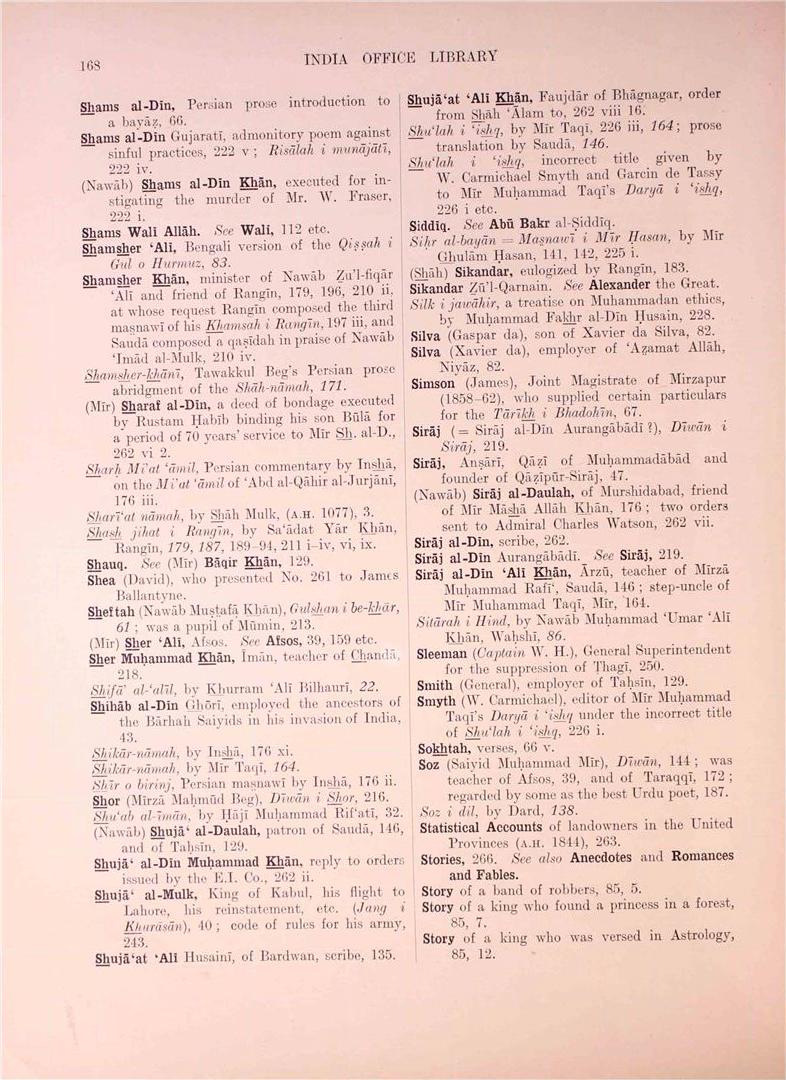 168
INDIA OFFICE LIBRARY
Shams al-Dīn, Persian prose introduction to
a bayāẓ, 66.
Shams al-Dīn Gujaratī, admonitory poem against
sinful practices, 222 v ; Risālah i munājātī,
222 iv.
(Nawāb) Shams al-Dīn Khān, executed for in-
stigating the murder of Mr. W. Fraser,
222 i.
Shams Walī Allāh. See Walī, 112 etc.
Shamsher ‘Alī, Bengali version of the Qiṣṣah i
Gul o Hurmuz, 83.
Shamsher Khān, minister of Nawāb Ẓu’l-fiqār
‘Alī and friend of Rangīn, 179, 196, 210 ii,
at whose request Rangīn composed the third
maṣnawī of his Khamsah i Rangīn, 197 iii, and
Saudā composed a qaṣīdah in praise of Nawāb
‘Imād al-Mulk, 210 iv.
Shamsher-khānī, Tawakkul Beg’s Persian prose
abridgment of the Shāh-nāmah, 171.
(Mīr) Sharaf al-Dīn, a deed of bondage executed
by Rustam Ḥabīb binding his son Būlā for
a period of 70 years’ service to Mīr Sh. al-D.,
262 vi 2.
Sharḥ Mi’at ‘āmil, Persian commentary by Inshā,
on the Mi’at ‘āmil of ‘Abd al-Qāhir al-Jurjānī,
176 iii.
Sharī‘at nāmah, by Shāh Mulk, (A.H. 1077), 3.
Shash jihat i Rangīn, by Sa‘ādat Yār Khān,
Rangīn, 179, 187, 189–94, 211 i–iv, vi, ix.
Shauq. See (Mīr) Bāqir Khān, 129.
Shea (David), who presented No. 261 to James
Ballantyne.
Sheftah (Nawāb Muṣṭafā Khān), Gulshan i be-khār,
61 ; was a pupil of Mūmin, 213.
(Mīr) Sher ‘Alī, Afsos. See Afsos, 39, 159 etc.
Sher Muḥammad Khān, Īmān, teacher of Chandā,
218.
Shifā’ al-‘alīl, by Khurram ‘Alī Bilhaurī, 22.
Shihāb al-Dīn Ghōrī, employed the ancestors of
the Bārhah Saiyids in his invasion of India,
43.
Shikār-nāmah, by Inshā, 176 xi.
Shikār-nāmah, by Mīr Taqī, 164.
Shīr o birinj, Persian maṣnawī by Inshā, 176 ii.
Shor (Mīrzā Maḥmūd Beg), Dīwān i Shor, 216.
Shu‘ab al-īmān, by Ḥājī Muḥammad Rif‘atī, 32.
(Nawāb) Shujā‘ al-Daulah, patron of Saudā, 146,
and of Taḥsīn, 129.
Shujā‘ al-Dīn Muḥammad Khān, reply to orders
issued by the E.I. Co., 262 ii.
Shujā‘ al-Mulk, King of Kabul, his flight to
Lahore, his reinstatement, etc. (Jang i
Khurāsān), 40 ; code of rules for his army,
243.
Shujā‘at ‘Alī Ḥusainī, of Bardwan, scribe, 135.
Shujā‘at ‘Alī Khān, Faujdār of Bhāgnagar, order
from Shāh ‘Ālam to, 262 viii 16.
Shu‘lah i ‘ishq, by Mīr Taqī, 226 iii, 164 ; prose
translation by Saudā, 146.
Shu‘lah i ‘ishq, incorrect title given by
W. Carmichael Smyth and Garcin de Tassy
to Mīr Muḥammad Taqī’s Daryā i ‘ishq,
226 i etc.
Siddīq. See Abū Bakr al-Ṣiddīq.
Siḥr al-bayān = Maṣnawī i Mīr Ḥasan, by Mīr
Ghulām Ḥasan, 141, 142, 225 i.
(Shāh) Sikandar, eulogized by Rangīn, 183.
Sikandar Ẓū’l-Qarnain. See Alexander the Great.
Silk i jawāhir, a treatise on Muhammadan ethics,
by Muḥammad Fakhr al-Dīn Ḥusain, 228.
Silva (Gaspar da), son of Xavier da Silva, 82.
Silva (Xavier da), employer of ‘Aẓamat Allāh,
Niyāz, 82.
Simson (James), Joint Magistrate of Mirzapur
(1858–62), who supplied certain particulars
for the Tārīkh i Bhadohīn, 67.
Sirāj ( = Sirāj al-Dīn Aurangābādī ?), Dīwān i
Sirāj, 219.
Sirāj, Anṣārī, Qāẓī of Muḥammadābād and
founder of Qāẓīpūr-Sirāj, 47.
(Nawāb) Sirāj al-Daulah, of Murshidabad, friend
of Mīr Māshā Allāh Khān, 176 ; two orders
sent to Admiral Charles Watson, 262 vii.
Sirāj al-Dīn, scribe, 262.
Sirāj al-Dīn Aurangābādī. See Sirāj, 219.
Sirāj al-Dīn ‘Alī Khān, Ārzū, teacher of Mīrzā
Muḥammad Rafī‘, Saudā, 146 ; step-uncle of
Mīr Muhammad Taqī, Mīr, 164.
Sitārah i Hind, by Nawāb Muḥammad ‘Umar ‘Alī
Khān, Waḥshī, 86.
Sleeman (Captain W. H.), General Superintendent
for the suppression of Thagī, 250.
Smith (General), employer of Taḥsīn, 129.
Smyth (W. Carmichael), editor of Mīr Muḥammad
Taqī’s Daryā i ‘ishq under the incorrect title
of Shu‘lah i ‘ishq, 226 i.
Sokhtah, verses, 66 v.
Soz (Saiyid Muḥammad Mīr), Dīwān, 144 ; was
teacher of Afsos, 39, and of Taraqqī, 172 ;
regarded by some as the best Urdu poet, 187.
Soz i dil, by Dard, 138.
Statistical Accounts of landowners in the United
Provinces (A.H. 1844), 263.
Stories, 266. See also Anecdotes and Romances
and Fables.
Story of a band of robbers, 85, 5.
Story of a king who found a princess in a forest,
85, 7.
Story of a king who was versed in Astrology,
85, 12.